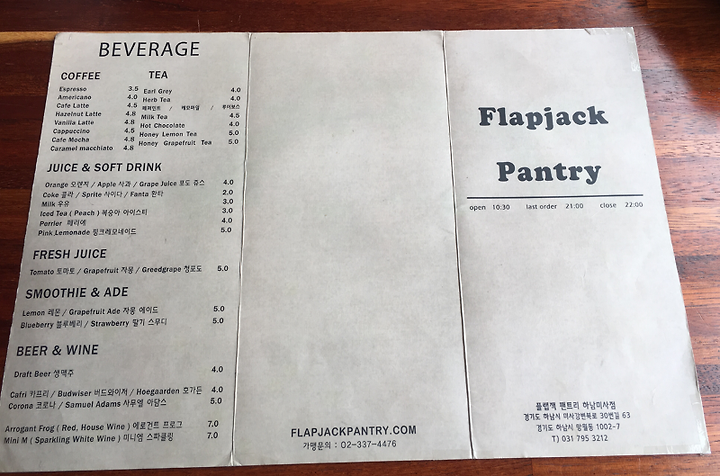 BEVERAGE
COFFEE
Espresso 3.5
Americano 4.0
Cafe Latte 4.5
Hazelnut Latte 4.8
Vanilla Latte 4.8
Cappuccino 4.5
Cafe Mocha 4.8
Caramel macchiato 4.8
TEA
Earl Grey 4.0
Herb Tea 4.0
페퍼민트 / 캐모마일 / 루이보스
Milk Tea 4.5
Hot Chocolate 4.0
Honey Lemon Tea 5.0
Honey Grapefruit Tea 5.0
JUICE & SOFT DRINK
Orange 오렌지 / Apple 사과 / Grape Juice 포도 쥬스 4.0
Coke 콜라 / Sprite 사이다 / Fanta 환타 2.0
Milk 우유 3.0
Iced Tea ( Peach ) 복숭아 아이스티 3.0
Perrier 페리에 4.0
Pink Lemonade 핑크레모네이드 5.0
FRESH JUICE
Tomato 토마토 / Grapefruit 자몽 / Greedgrape 청포도 5.0
SMOOTHIE & ADE
Lemon 레몬 / Grapefruit Ade 자몽 에이드 5.0
Blueberry 블루베리 / Strawberry 딸기 스무디 5.0
BEER & WINE
Draft Beer 생맥주 4.0
Cafri 카프리 / Budwiser 버드와이저 / Hoegaarden 호가든 4.0
Corona 코로나 / Samuel Adams 사무엘 아담스 5.0
Arrogant Frog ( Red, House Wine ) 에로건트 프로그 7.0
Mini M ( Sparkling White Wine ) 미니엠 스파클링 7.0
FLAPJACKPANTRY.COM
가맹문의 : 02-337-4476
Flapjack
Pantry
open 10:30 last order 21:00 close 22:00
플랩잭 팬트리 하남미사점
경기도 하남시 미사강변북로 30번길 63
경기도 하남시 망월동 1002-7
T) 031 795 3212